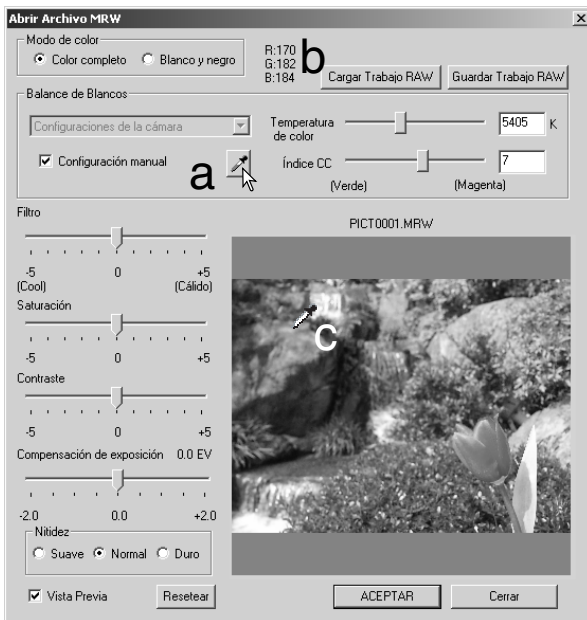 Abrir Archivo MRW
Modo de color
Color completo
Blanco y negro
R:170
G:182
B:184
b
Cargar Trabajo RAW
Guardar Trabajo RAW
Balance de Blancos
Configuraciones de la cámara
Temperatura
de color
5405 K
Configuración manual
a
Índice CC
7
(Verde)
(Magenta)
Filtro
-5 0 +5
(Cool) (Cálido)
Saturación
-5 0 +5
Contraste
-5 0 +5
Compensación de exposición 0.0 EV
-2.0 0.0 +2.0
Nitidez
Suave Normal Duro
PICT0001.MRW
c
Vista Previa
Resetear
ACEPTAR
Cerrar